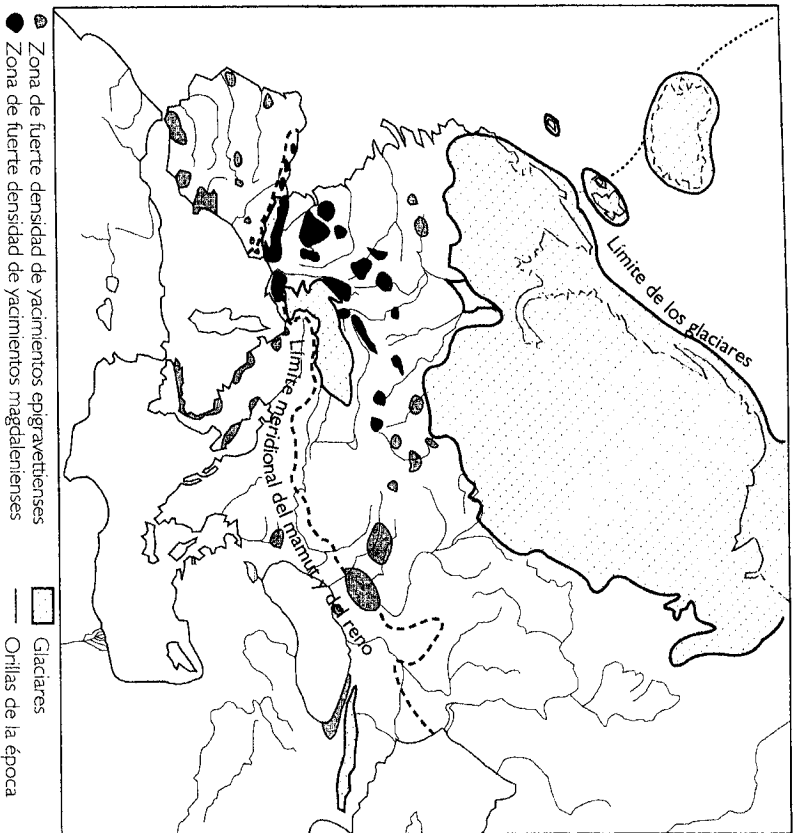 Límite de los glaciares
Límite meridional del mamut y del reno
Zona de fuerte densidad de yacimientos epigravettienses
Zona de fuerte densidad de yacimientos magdalenienses
Glaciares
Orillas de la época